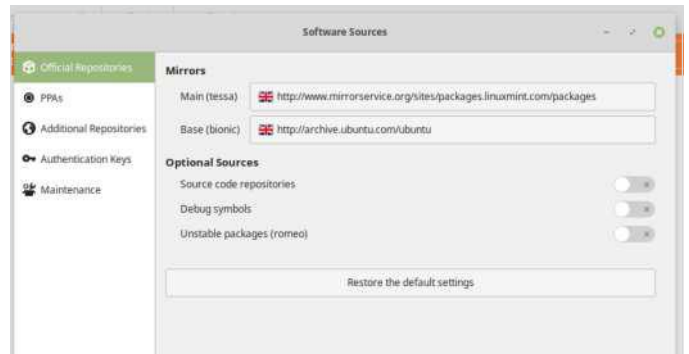 Software Sources
Official Repositories
PPAs
Additional Repositories
Authentication Keys
Maintenance
Mirrors
Main (tessa) http://www.mirrorservice.org/sites/packages.linuxmint.com/packages
Base (bionic) http://archive.ubuntu.com/ubuntu
Optional Sources
Source code repositories
Debug symbols
Unstable packages (romeo)
Restore the default settings